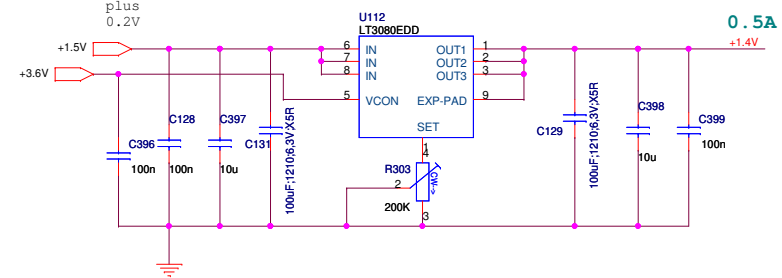 plus
0.2V
U112
LT3080EDD
0.5A
+1.5V
+1.4V
+3.6V
6 IN OUT1 1
7 IN OUT2 2
8 IN OUT3 3
5 VCON EXP-PAD 9
SET
C396
100n
C128
100n
C397
10u
C131
100uF;1210;6,3V;X5R
1
4
R303
CW->
2
200K
3
C129
100uF;1210;6,3V;X5R
C398
10u
C399
100n